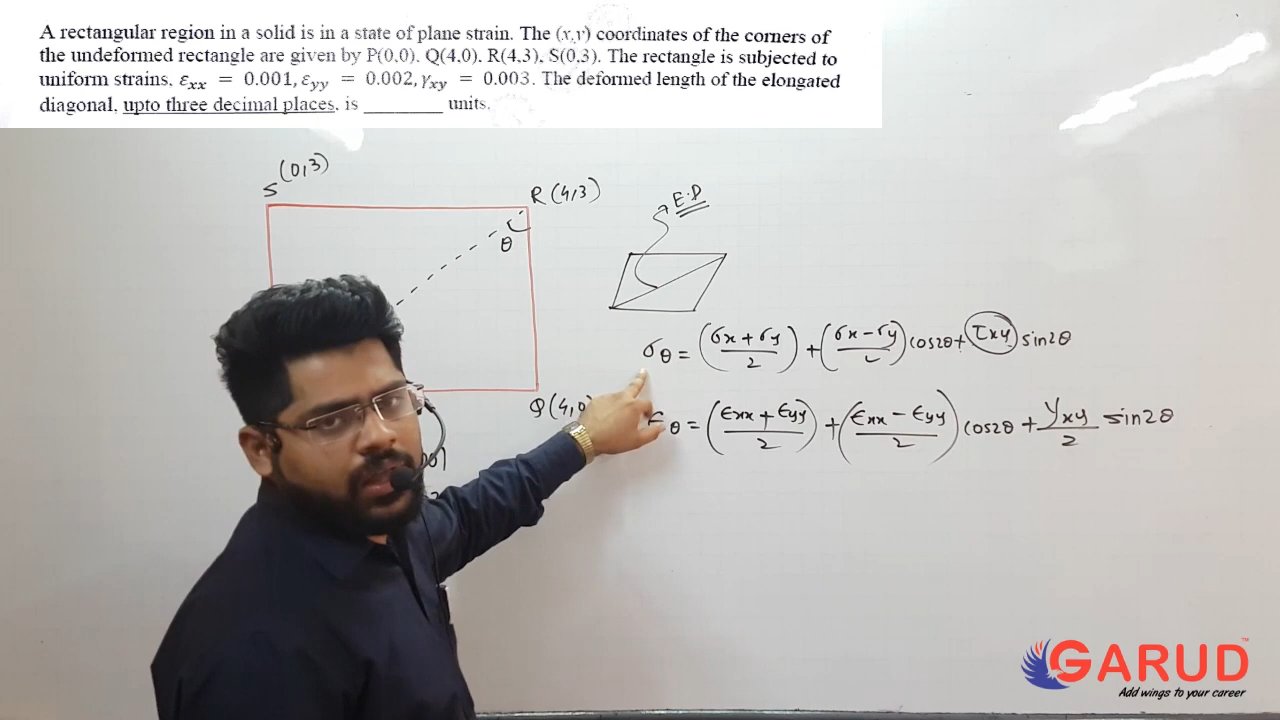 A rectangular region in a solid is in a state of plane strain. The (x,y) coordinates of the corners of
the undeformed rectangle are given by P(0,0), Q(4,0), R(4,3), S(0,3). The rectangle is subjected to
uniform strains, εxx = 0.001, εyy = 0.002, γxy = 0.003. The deformed length of the elongated
diagonal, upto three decimal places, is ________ units.
S (0,3)
R (4,3)
E.D
θ
σθ = (σx + σy / 2) + (σx − σy / 2) cos2θ + τxy sin2θ
Q (4,0
θ = (εxx + εyy / 2) + (εxx − εyy / 2) cos2θ + γxy / 2 sin2θ
GARUD™
Add wings to your career